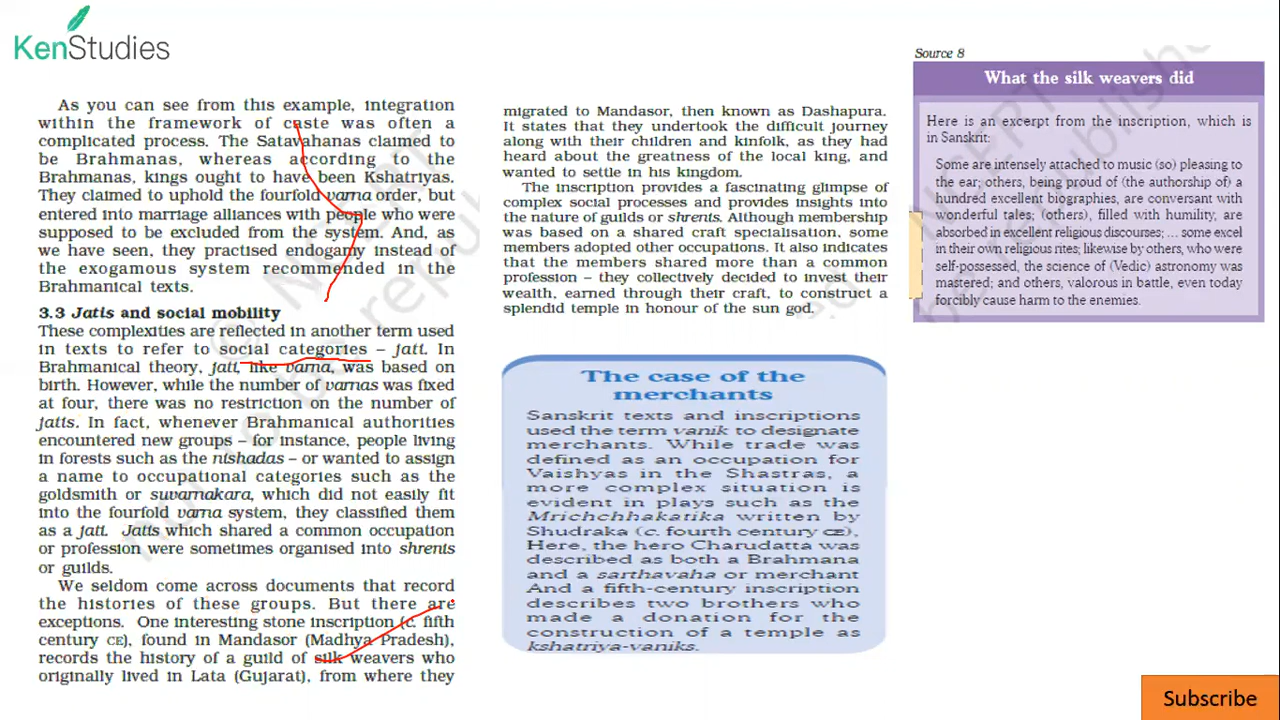 KenStudies
As you can see from this example, integration
within the framework of caste was often a
complicated process. The Satavahanas claimed to
be Brahmanas, whereas according to the
Brahmanas, kings ought to have been Kshatriyas.
They claimed to uphold the fourfold varna order, but
entered into marriage alliances with people who were
supposed to be excluded from the system. And, as
we have seen, they practised endogamy instead of
the exogamous system recommended in the
Brahmanical texts.
3.3 Jatis and social mobility
These complexities are reflected in another term used
in texts to refer to social categories – jati. In
Brahmanical theory, jati, like varna, was based on
birth. However, while the number of varnas was fixed
at four, there was no restriction on the number of
jatis. In fact, whenever Brahmanical authorities
encountered new groups – for instance, people living
in forests such as the nishadas – or wanted to assign
a name to occupational categories such as the
goldsmith or suvarnakara, which did not easily fit
into the fourfold varna system, they classified them
as a jati. Jatis which shared a common occupation
or profession were sometimes organised into shrenis
or guilds.
We seldom come across documents that record
the histories of these groups. But there are
exceptions. One interesting stone inscription (c. fifth
century CE), found in Mandasor (Madhya Pradesh),
records the history of a guild of silk weavers who
originally lived in Lata (Gujarat), from where they
migrated to Mandasor, then known as Dashapura.
It states that they undertook the difficult journey
along with their children and kinfolk, as they had
heard about the greatness of the local king, and
wanted to settle in his kingdom.
The inscription provides a fascinating glimpse of
complex social processes and provides insights into
the nature of guilds or shrenis. Although membership
was based on a shared craft specialisation, some
members adopted other occupations. It also indicates
that the members shared more than a common
profession – they collectively decided to invest their
wealth, earned through their craft, to construct a
splendid temple in honour of the sun god.
The case of the
merchants
Sanskrit texts and inscriptions
used the term vanik to designate
merchants. While trade was
defined as an occupation for
Vaishyas in the Shastras, a
more complex situation is
evident in plays such as the
Mrichchhakatika written by
Shudraka (c. fourth century CE),
Here, the hero Charudatta was
described as both a Brahmana
and a sarthavaha or merchant
And a fifth-century inscription
describes two brothers who
made a donation for the
construction of a temple as
kshatriya-vaniks.
Source 8
What the silk weavers did
Here is an excerpt from the inscription, which is
in Sanskrit:
Some are intensely attached to music (so) pleasing to
the ear; others, being proud of (the authorship of) a
hundred excellent biographies, are conversant with
wonderful tales; (others), filled with humility, are
absorbed in excellent religious discourses; … some excel
in their own religious rites; likewise by others, who were
self-possessed, the science of (Vedic) astronomy was
mastered; and others, valorous in battle, even today
forcibly cause harm to the enemies.
Subscribe